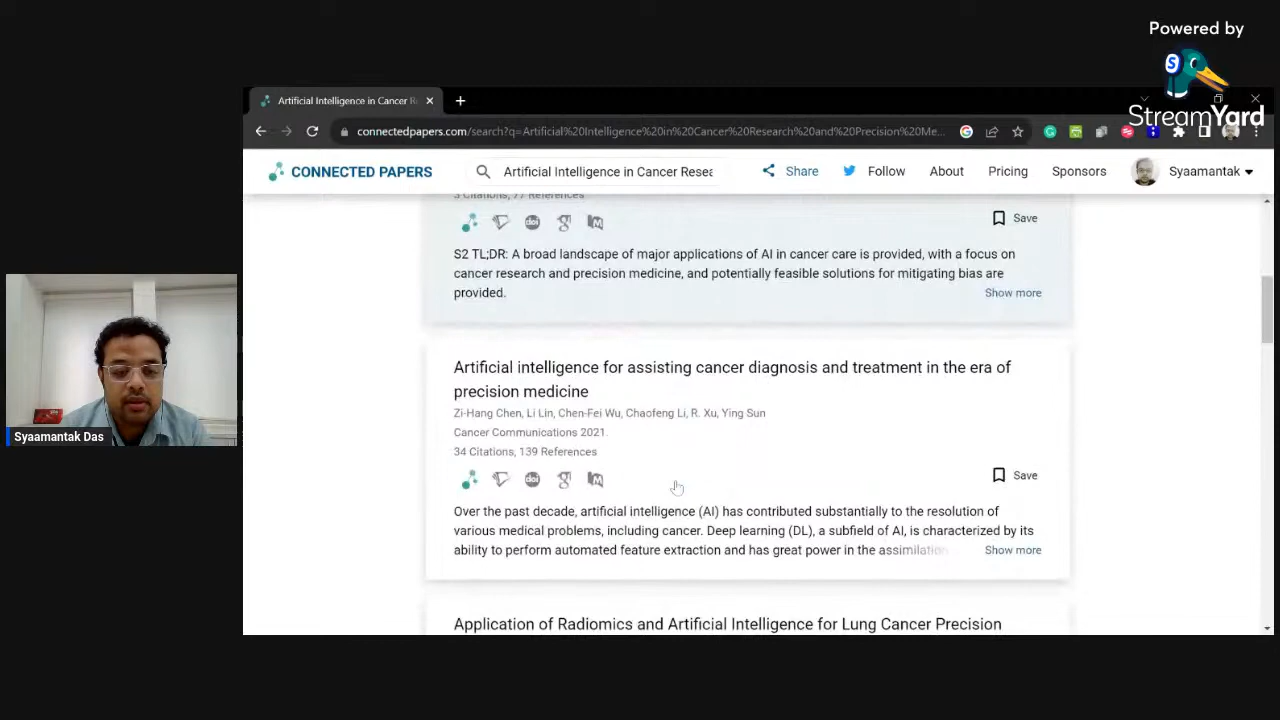 Powered by
StreamYard
Artificial Intelligence in Cancer R
connectedpapers.com/search?q=Artificial%20Intelligence%20in%20Cancer%20Research%20and%20Precision%20Me...
CONNECTED PAPERS
Artificial Intelligence in Cancer Resea
Share
Follow
About
Pricing
Sponsors
Syaamantak
3 Citations, 77 References
doi
Save
S2 TL;DR: A broad landscape of major applications of AI in cancer care is provided, with a focus on
cancer research and precision medicine, and potentially feasible solutions for mitigating bias are
provided.
Show more
Artificial intelligence for assisting cancer diagnosis and treatment in the era of
precision medicine
Zi-Hang Chen, Li Lin, Chen-Fei Wu, Chaofeng Li, R. Xu, Ying Sun
Cancer Communications 2021.
34 Citations, 139 References
doi
Save
Over the past decade, artificial intelligence (AI) has contributed substantially to the resolution of
various medical problems, including cancer. Deep learning (DL), a subfield of AI, is characterized by its
ability to perform automated feature extraction and has great power in the assimilation
Show more
Application of Radiomics and Artificial Intelligence for Lung Cancer Precision
Syaamantak Das